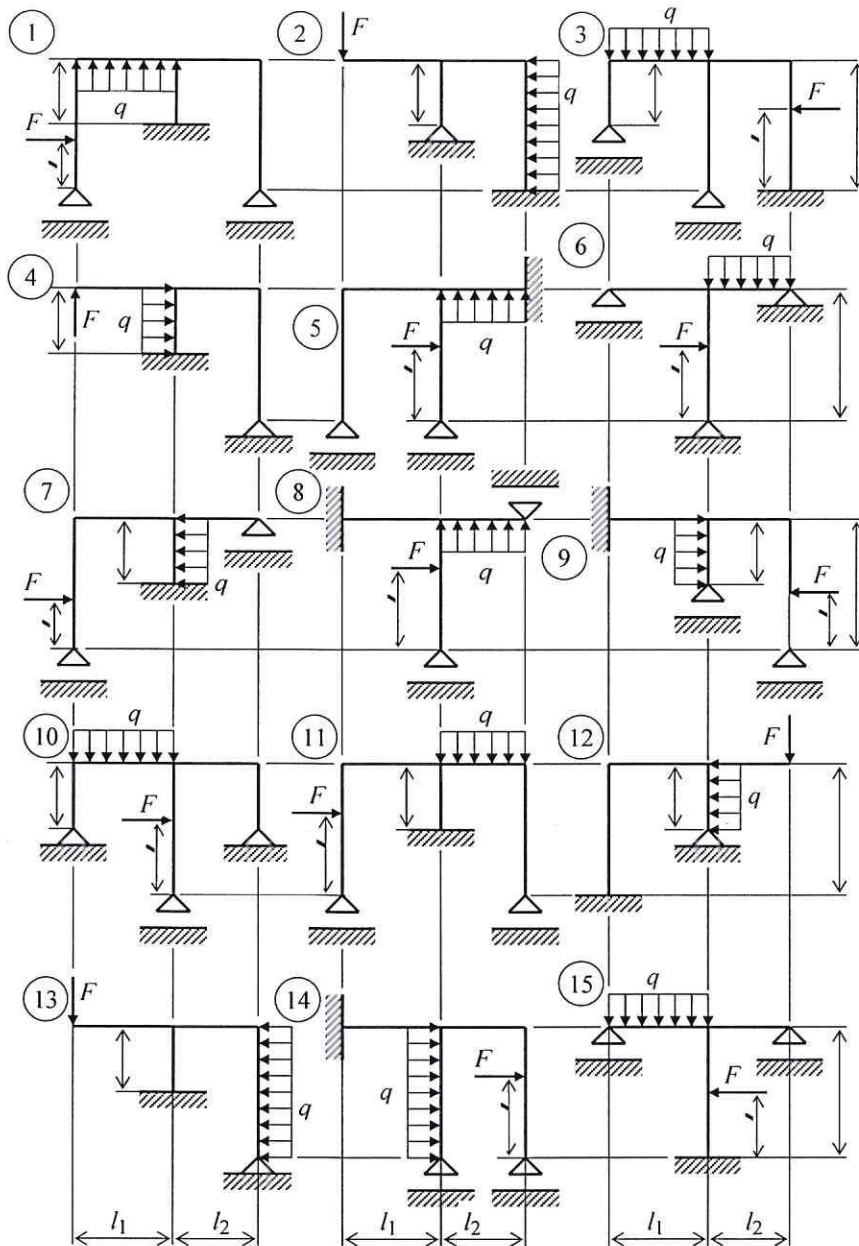 1 2 F 3 q
q F q F
4 6 q
F q 5 F q F
7 8 9
F q F q q F
10 q 11 q 12 F
F F q
13 F 14 15 q
q q F F
l1 l2 l1 l2 l1 l2